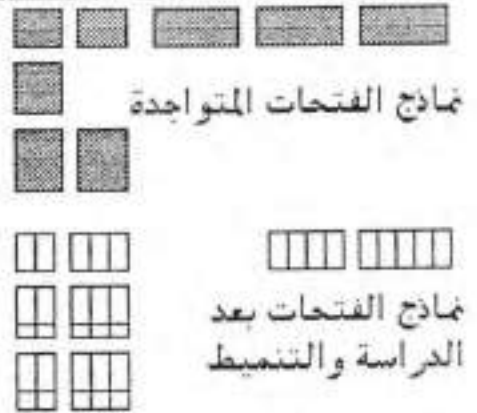 نماذج الفتحات المتواجدة
نماذج الفتحات بعد
الدراسة والتنميط